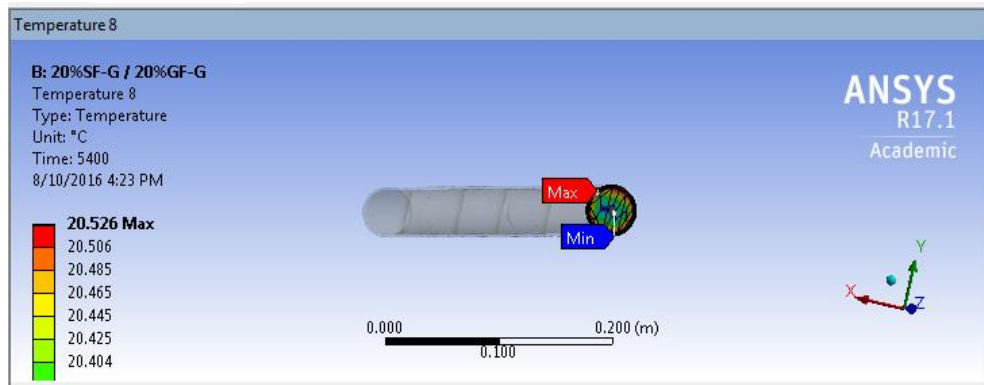 Temperature 8
B: 20%SF-G / 20%GF-G
Temperature 8
Type: Temperature
Unit: °C
Time: 5400
8/10/2016 4:23 PM
20.526 Max
20.506
20.485
20.465
20.445
20.425
20.404
ANSYS
R17.1
Academic
Max
Min
0.000
0.200 (m)
0.100
Y
X
Z